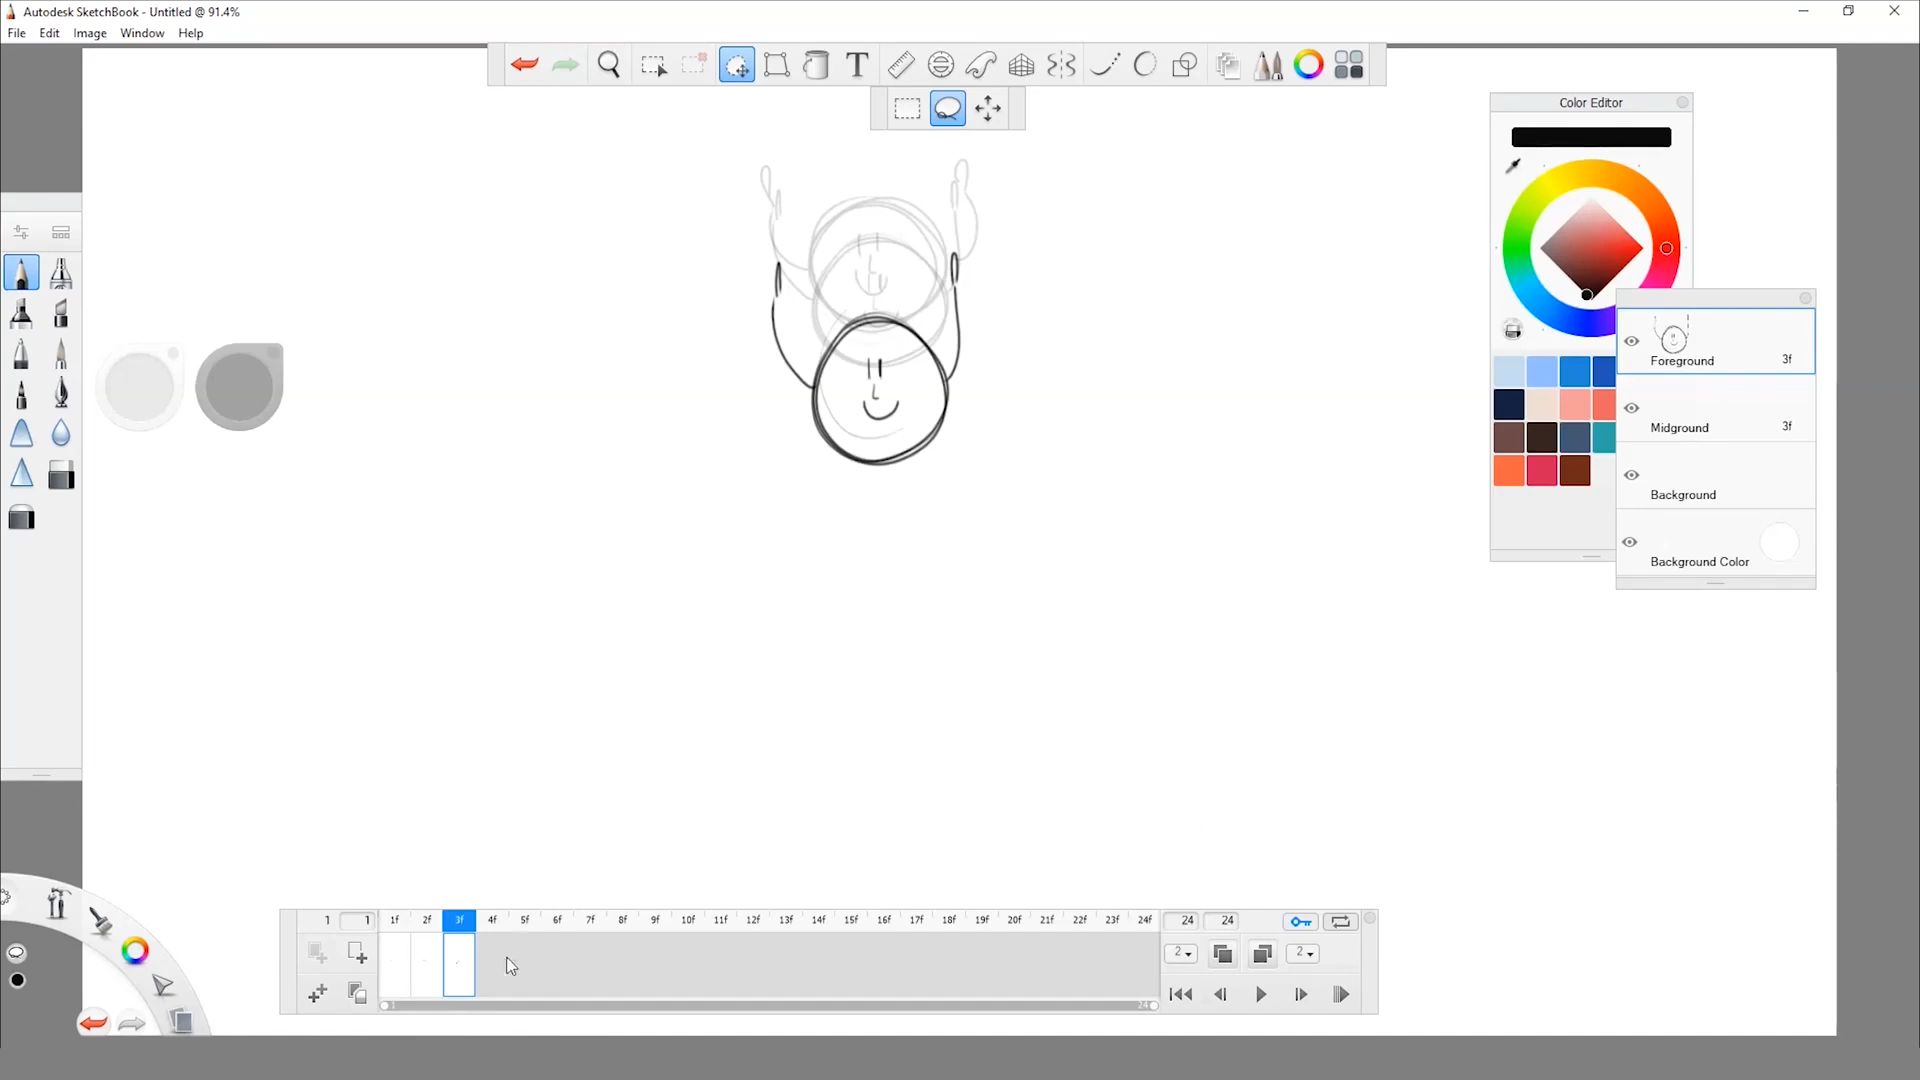 Autodesk SketchBook - Untitled @ 91.4%
File Edit Image Window Help
T
Color Editor
Foreground 3f
Midground 3f
Background
Background Color
1 1 1f 2f 3f 4f 5f 6f 7f 8f 9f 10f 11f 12f 13f 14f 15f 16f 17f 18f 19f 20f 21f 22f 23f 24f 24 24
2 2
1 24